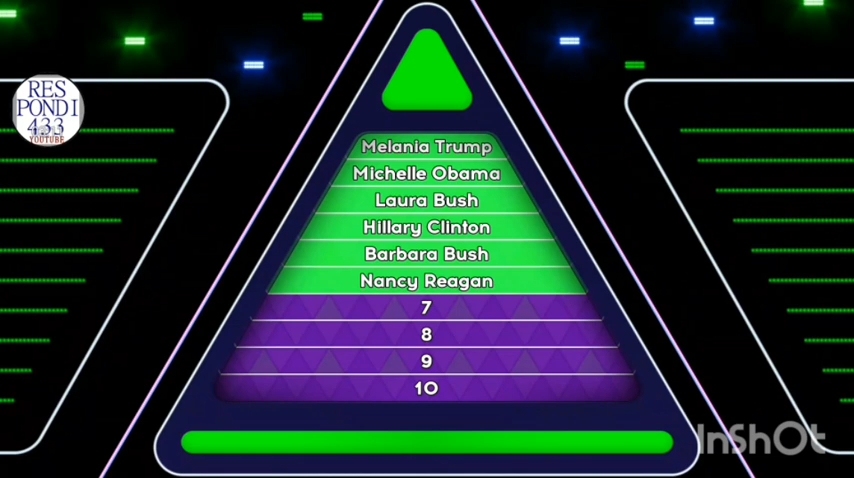 RES
PONDI
433
YOUTUBE
Melania Trump
Michelle Obama
Laura Bush
Hillary Clinton
Barbara Bush
Nancy Reagan
7
8
9
10
InShOt